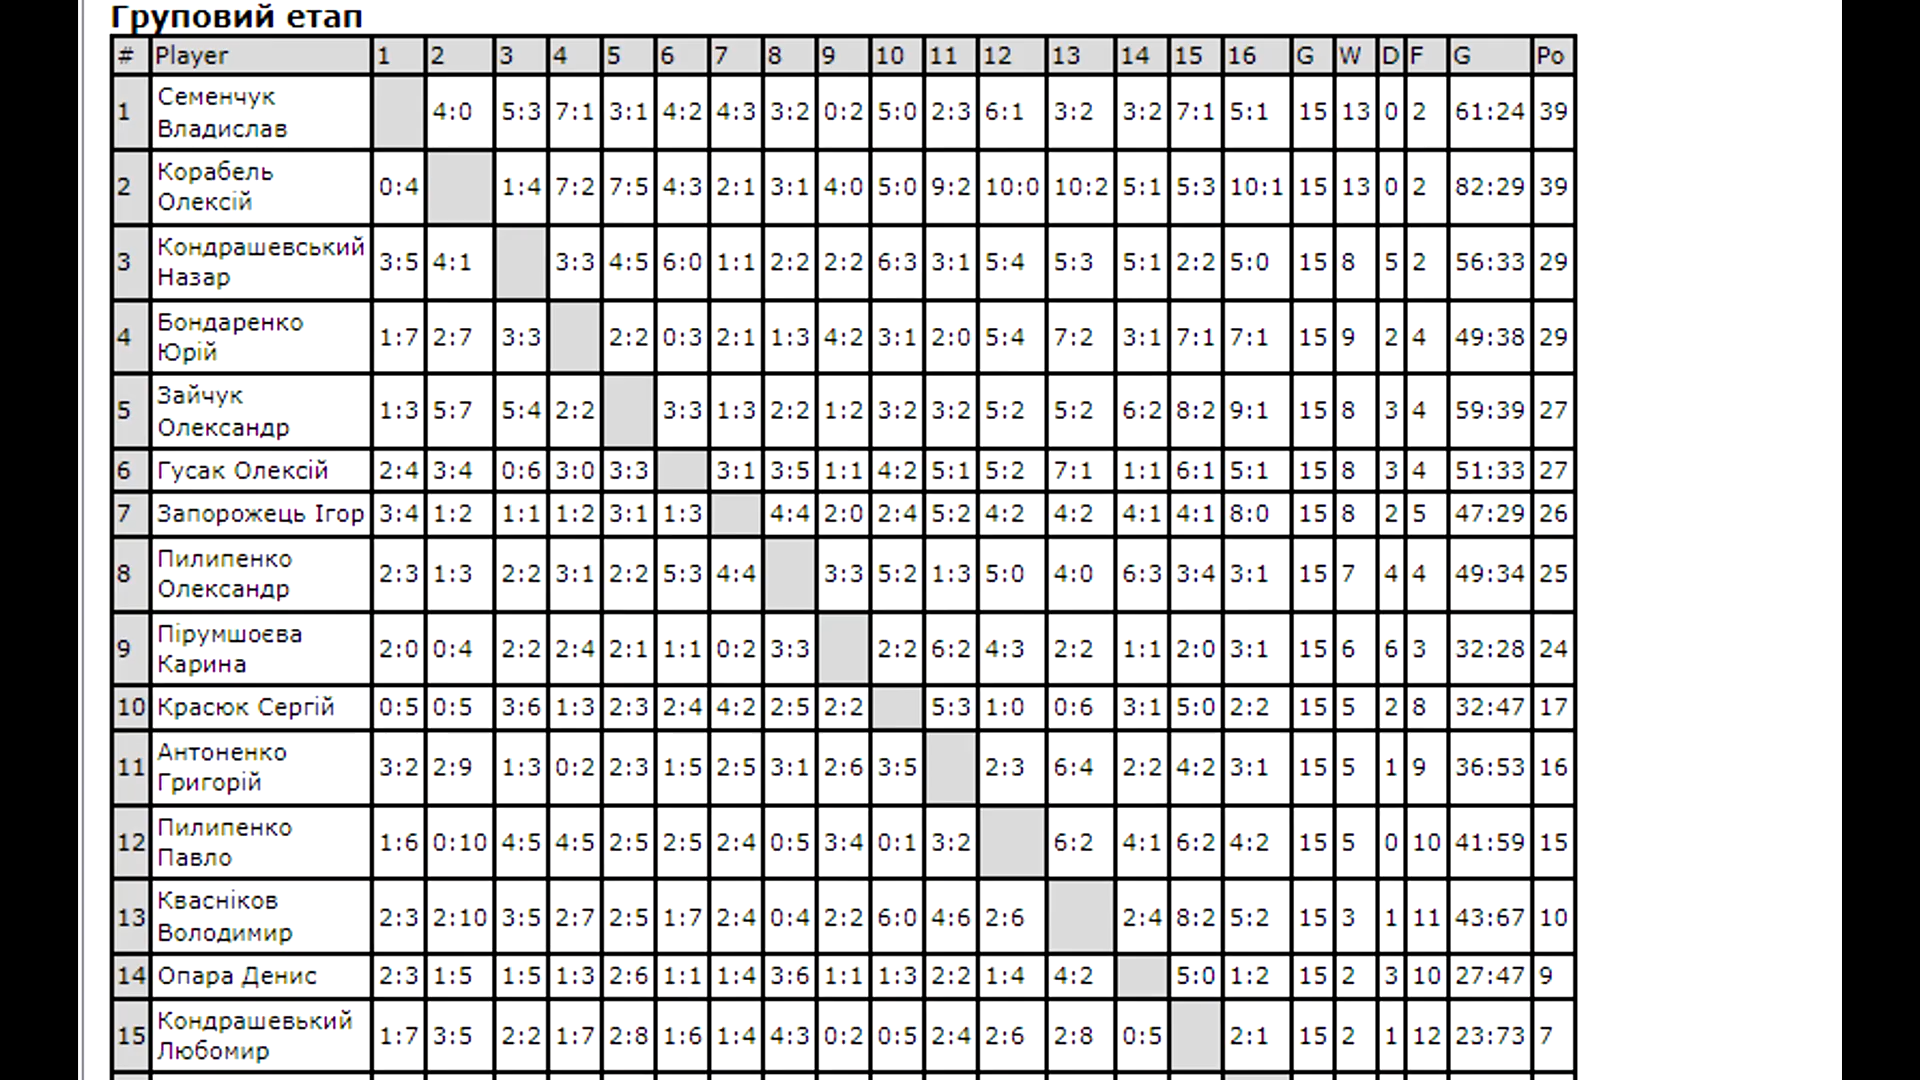 Груповий етап
# Player 1 2 3 4 5 6 7 8 9 10 11 12 13 14 15 16 G W D F G Po
1 Семенчук Владислав 4:0 5:3 7:1 3:1 4:2 4:3 3:2 0:2 5:0 2:3 6:1 3:2 3:2 7:1 5:1 15 13 0 2 61:24 39
2 Корабель Олексій 0:4 1:4 7:2 7:5 4:3 2:1 3:1 4:0 5:0 9:2 10:0 10:2 5:1 5:3 10:1 15 13 0 2 82:29 39
3 Кондрашевський Назар 3:5 4:1 3:3 4:5 6:0 1:1 2:2 2:2 6:3 3:1 5:4 5:3 5:1 2:2 5:0 15 8 5 2 56:33 29
4 Бондаренко Юрій 1:7 2:7 3:3 2:2 0:3 2:1 1:3 4:2 3:1 2:0 5:4 7:2 3:1 7:1 7:1 15 9 2 4 49:38 29
5 Зайчук Олександр 1:3 5:7 5:4 2:2 3:3 1:3 2:2 1:2 3:2 3:2 5:2 5:2 6:2 8:2 9:1 15 8 3 4 59:39 27
6 Гусак Олексій 2:4 3:4 0:6 3:0 3:3 3:1 3:5 1:1 4:2 5:1 5:2 7:1 1:1 6:1 5:1 15 8 3 4 51:33 27
7 Запорожець Ігор 3:4 1:2 1:1 1:2 3:1 1:3 4:4 2:0 2:4 5:2 4:2 4:2 4:1 4:1 8:0 15 8 2 5 47:29 26
8 Пилипенко Олександр 2:3 1:3 2:2 3:1 2:2 5:3 4:4 3:3 5:2 1:3 5:0 4:0 6:3 3:4 3:1 15 7 4 4 49:34 25
9 Пірумшоєва Карина 2:0 0:4 2:2 2:4 2:1 1:1 0:2 3:3 2:2 6:2 4:3 2:2 1:1 2:0 3:1 15 6 6 3 32:28 24
10 Красюк Сергій 0:5 0:5 3:6 1:3 2:3 2:4 4:2 2:5 2:2 5:3 1:0 0:6 3:1 5:0 2:2 15 5 2 8 32:47 17
11 Антоненко Григорій 3:2 2:9 1:3 0:2 2:3 1:5 2:5 3:1 2:6 3:5 2:3 6:4 2:2 4:2 3:1 15 5 1 9 36:53 16
12 Пилипенко Павло 1:6 0:10 4:5 4:5 2:5 2:5 2:4 0:5 3:4 0:1 3:2 6:2 4:1 6:2 4:2 15 5 0 10 41:59 15
13 Квасніков Володимир 2:3 2:10 3:5 2:7 2:5 1:7 2:4 0:4 2:2 6:0 4:6 2:6 2:4 8:2 5:2 15 3 1 11 43:67 10
14 Опара Денис 2:3 1:5 1:5 1:3 2:6 1:1 1:4 3:6 1:1 1:3 2:2 1:4 4:2 5:0 1:2 15 2 3 10 27:47 9
15 Кондрашевький Любомир 1:7 3:5 2:2 1:7 2:8 1:6 1:4 4:3 0:2 0:5 2:4 2:6 2:8 0:5 2:1 15 2 1 12 23:73 7